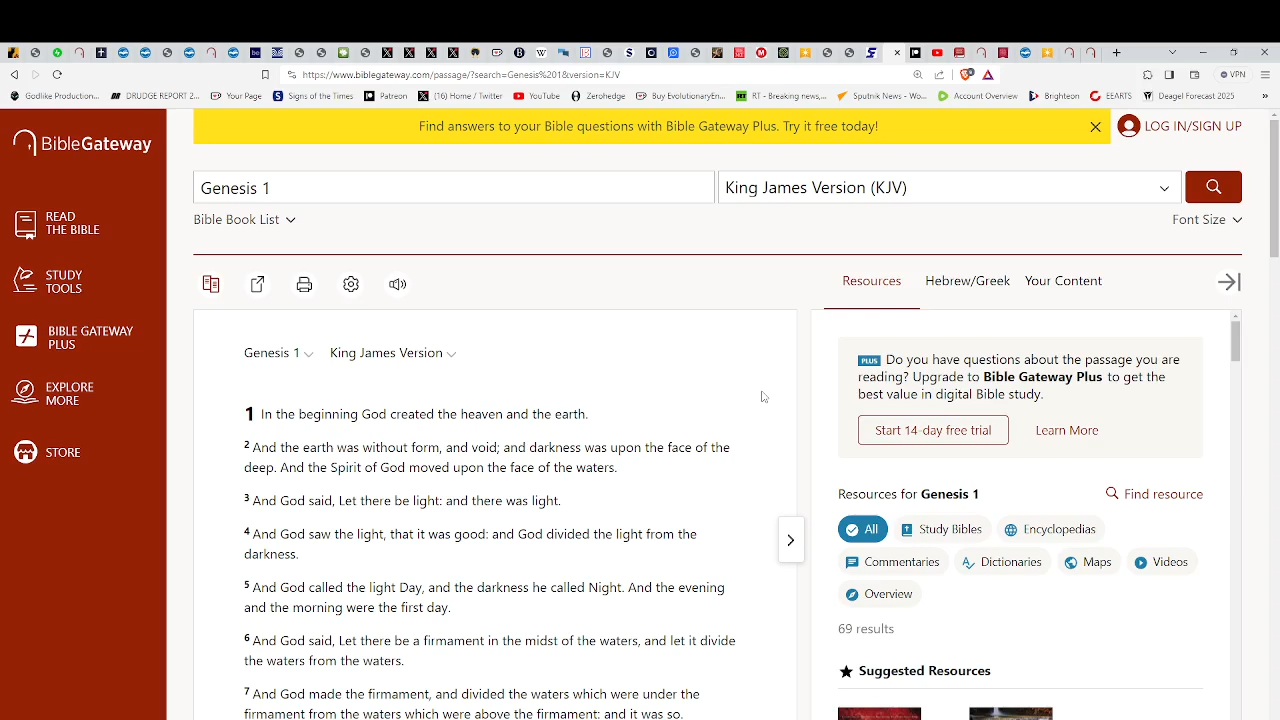 https://www.biblegateway.com/passage/?search=Genesis%201&version=KJV
VPN
Godlike Production...
DRUDGE REPORT 2...
Your Page
Signs of the Times
Patreon
(16) Home / Twitter
YouTube
Zerohedge
Buy EvolutionaryEn...
RT - Breaking news,...
Sputnik News - Wo...
Account Overview
Brighteon
EEARTS
Deagel Forecast 2025
»
Find answers to your Bible questions with Bible Gateway Plus. Try it free today!
LOG IN/SIGN UP
BibleGateway
READ
THE BIBLE
STUDY
TOOLS
BIBLE GATEWAY
PLUS
EXPLORE
MORE
STORE
Genesis 1
King James Version (KJV)
Bible Book List
Font Size
Resources
Hebrew/Greek
Your Content
Genesis 1
King James Version
1 In the beginning God created the heaven and the earth.
2 And the earth was without form, and void; and darkness was upon the face of the
deep. And the Spirit of God moved upon the face of the waters.
3 And God said, Let there be light: and there was light.
4 And God saw the light, that it was good: and God divided the light from the
darkness.
5 And God called the light Day, and the darkness he called Night. And the evening
and the morning were the first day.
6 And God said, Let there be a firmament in the midst of the waters, and let it divide
the waters from the waters.
7 And God made the firmament, and divided the waters which were under the
firmament from the waters which were above the firmament: and it was so.
PLUS Do you have questions about the passage you are
reading? Upgrade to Bible Gateway Plus to get the
best value in digital Bible study.
Start 14-day free trial
Learn More
Resources for Genesis 1
Find resource
All
Study Bibles
Encyclopedias
Commentaries
Dictionaries
Maps
Videos
Overview
69 results
Suggested Resources